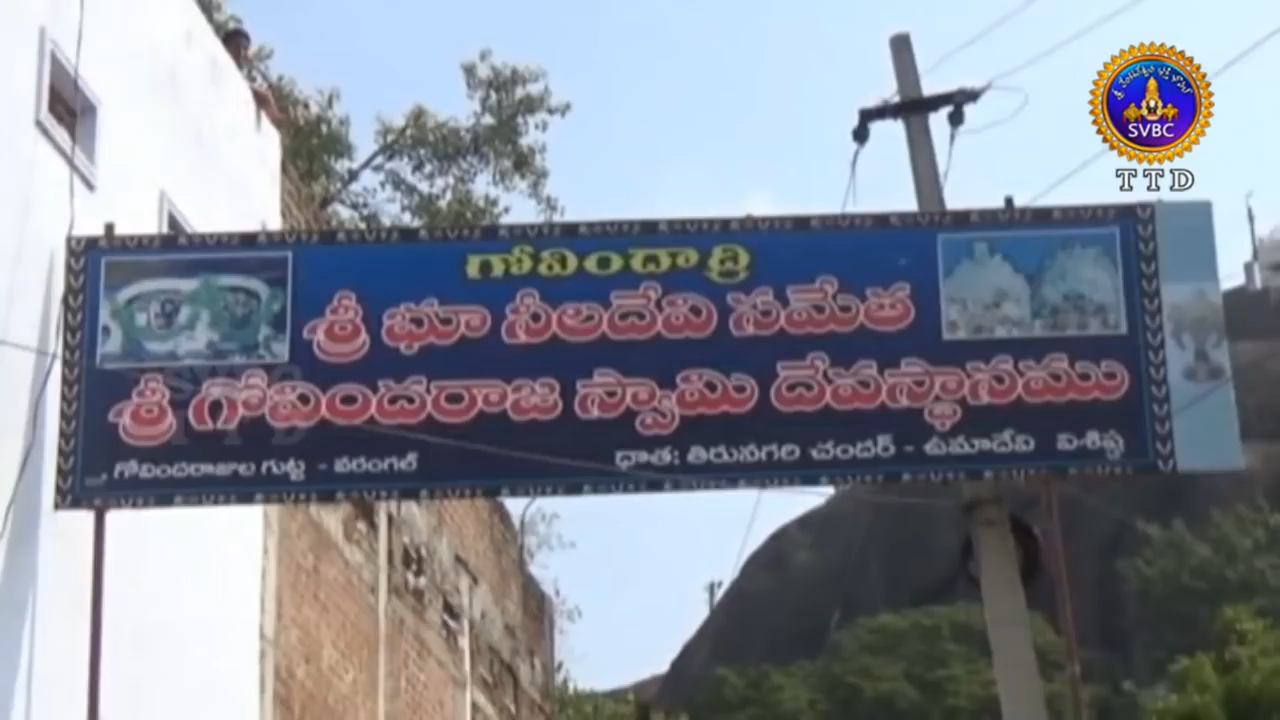 గోవిందాద్రి
శ్రీ భూ నీలదేవి సమేత
శ్రీ గోవిందరాజ స్వామి దేవస్థానము
గోవిందరాజుల గుట్ట - వరంగల్
ధాత: తిరునగరి చందర్ - ఉమాదేవి విశిష్ట
SVBC
TTD